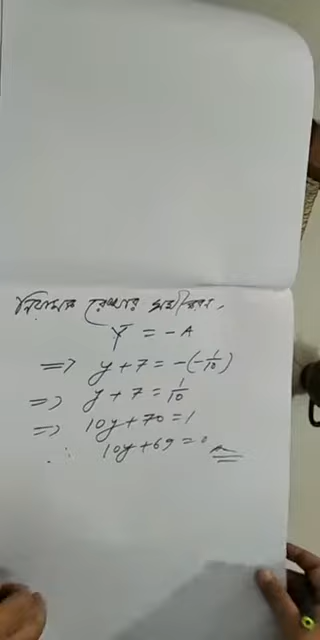 নিয়ামক রেখার সমীকরণ,
Y = -A
=> y + 7 = -(-1/10)
=> y + 7 = 1/10
=> 10y + 70 = 1
∴ 10y + 69 = 0